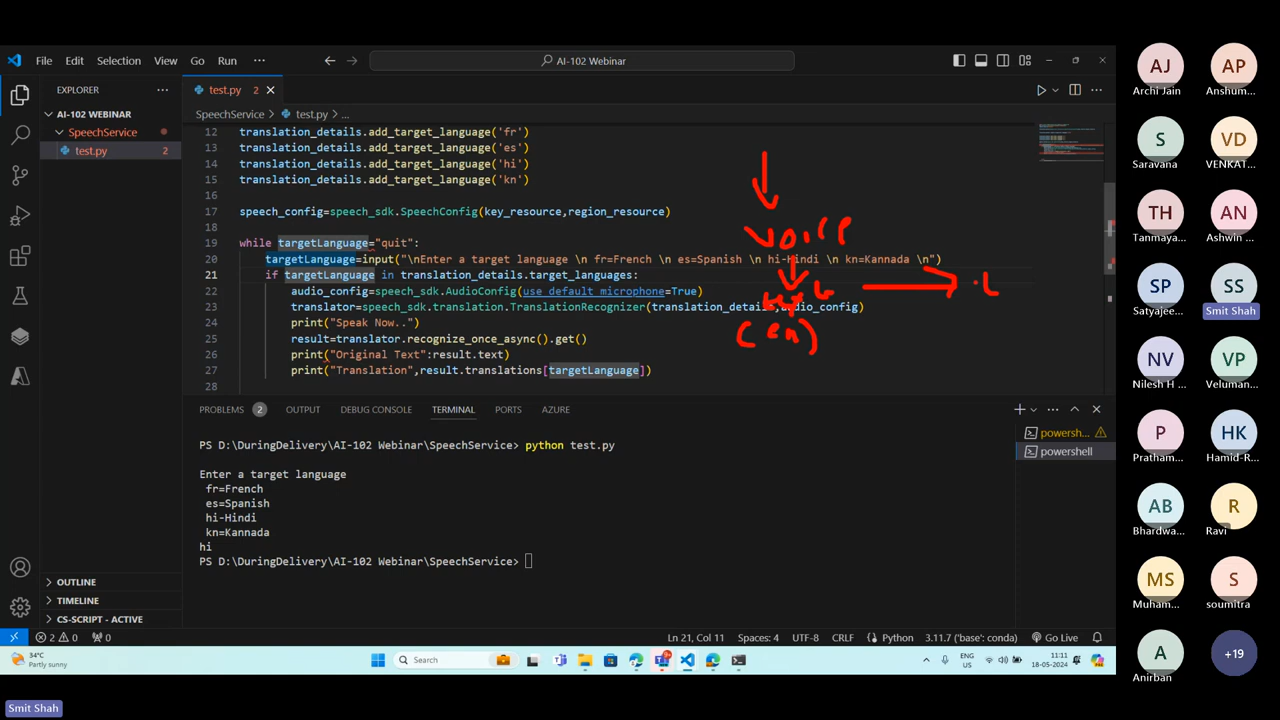 File Edit Selection View Go Run ··· AI-102 Webinar
EXPLORER
AI-102 WEBINAR
SpeechService
test.py 2
OUTLINE
TIMELINE
CS-SCRIPT - ACTIVE
test.py 2
SpeechService > test.py > ...
12 translation_details.add_target_language('fr')
13 translation_details.add_target_language('es')
14 translation_details.add_target_language('hi')
15 translation_details.add_target_language('kn')
16
17 speech_config=speech_sdk.SpeechConfig(key_resource,region_resource)
18
19 while targetLanguage="quit":
20 targetLanguage=input("\nEnter a target language \n fr=French \n es=Spanish \n hi-Hindi \n kn=Kannada \n")
21 if targetLanguage in translation_details.target_languages:
22 audio_config=speech_sdk.AudioConfig(use_default_microphone=True)
23 translator=speech_sdk.translation.TranslationRecognizer(translation_details,audio_config)
24 print("Speak Now..")
25 result=translator.recognize_once_async().get()
26 print("Original Text":result.text)
27 print("Translation",result.translations[targetLanguage])
28
(en)
PROBLEMS 2 OUTPUT DEBUG CONSOLE TERMINAL PORTS AZURE
PS D:\DuringDelivery\AI-102 Webinar\SpeechService> python test.py
Enter a target language
fr=French
es=Spanish
hi-Hindi
kn=Kannada
hi
PS D:\DuringDelivery\AI-102 Webinar\SpeechService>
powersh...
powershell
2 0 0 Ln 21, Col 11 Spaces: 4 UTF-8 CRLF Python 3.11.7 ('base': conda) Go Live
34°C
Partly sunny
Search
ENG
US
11:11
18-05-2024
AJ
Archi Jain
AP
Anshum...
S
Saravana
VD
VENKAT...
TH
Tanmaya...
AN
Ashwin ...
SP
Satyajee...
SS
Smit Shah
NV
Nilesh H ...
VP
Veluman...
P
Pratham...
HK
Hamid-R...
AB
Bhardwa...
R
Ravi
MS
Muham...
S
soumitra
A
Anirban
+19
Smit Shah